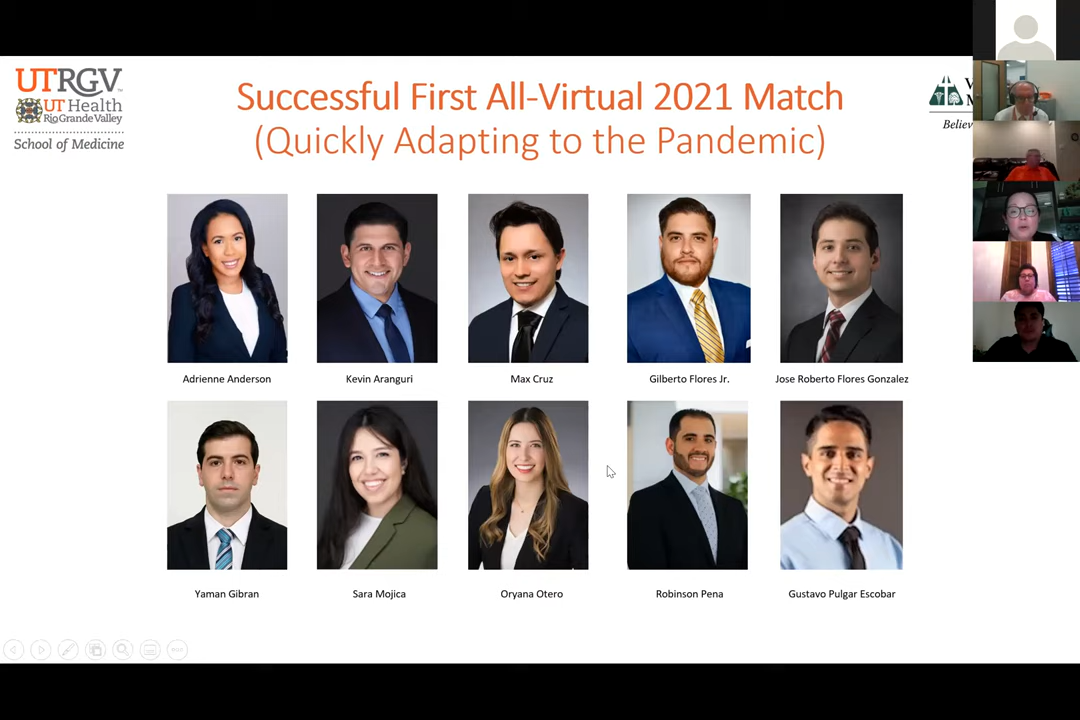 UTRGV
UT Health
Rio Grande Valley
School of Medicine
Successful First All-Virtual 2021 Match
(Quickly Adapting to the Pandemic)
Believ
Adrienne Anderson
Kevin Aranguri
Max Cruz
Gilberto Flores Jr.
Jose Roberto Flores Gonzalez
Yaman Gibran
Sara Mojica
Oryana Otero
Robinson Pena
Gustavo Pulgar Escobar